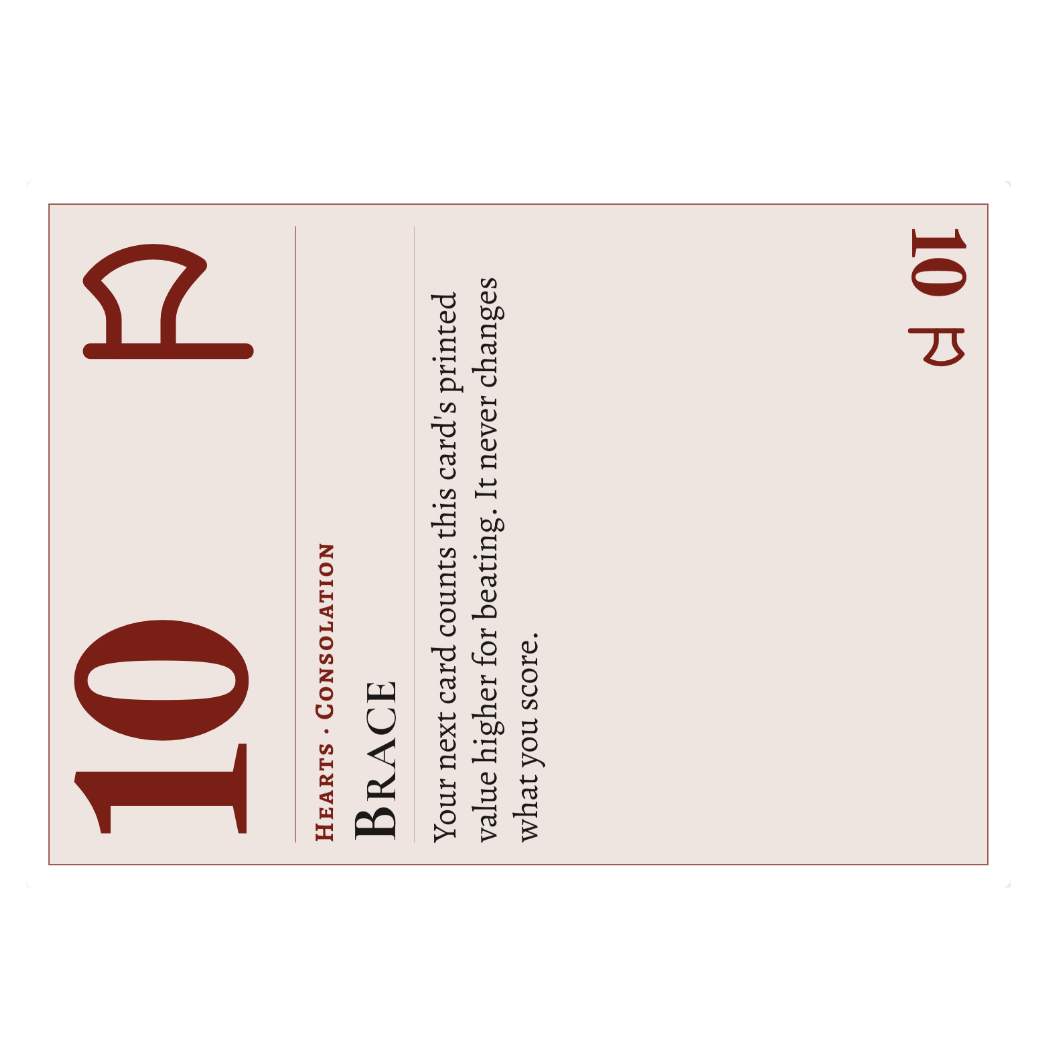 10
Hearts · Consolation
Brace
Your next card counts this card's printed
value higher for beating. It never changes
what you score.
10